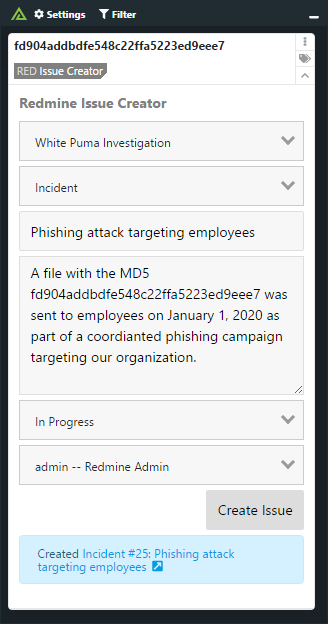 Settings Filter
fd904addbdfe548c22ffa5223ed9eee7
RED Issue Creator
Redmine Issue Creator
White Puma Investigation
Incident
Phishing attack targeting employees
A file with the MD5
fd904addbdfe548c22ffa5223ed9eee7 was
sent to employees on January 1, 2020 as
part of a coordianted phishing campaign
targeting our organization.
In Progress
admin -- Redmine Admin
Create Issue
Created Incident #25: Phishing attack
targeting employees